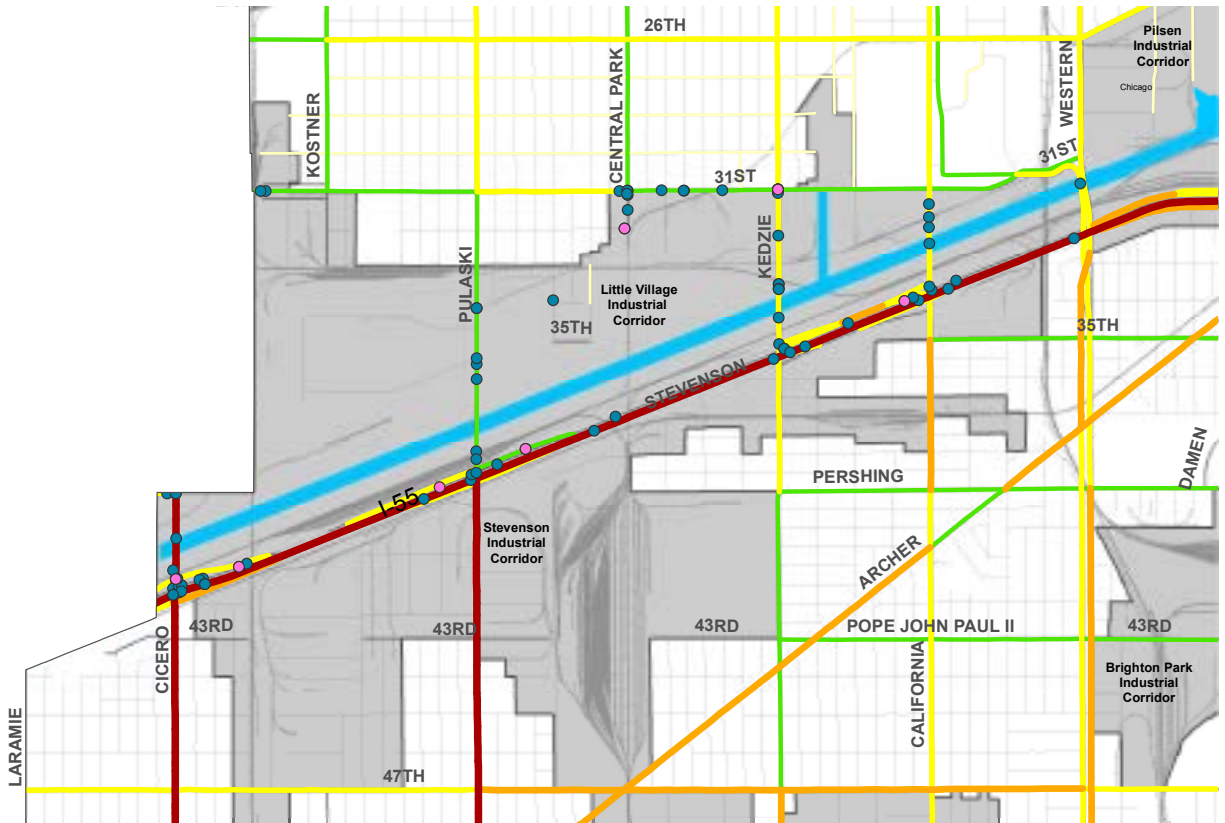 26TH
Pilsen
Industrial
Corridor
Chicago
KOSTNER
CENTRAL PARK
WESTERN
31ST
31ST
PULASKI
KEDZIE
Little Village
Industrial
Corridor
35TH
35TH
STEVENSON
I-55
PERSHING
DAMEN
Stevenson
Industrial
Corridor
ARCHER
43RD
43RD
43RD
POPE JOHN PAUL II
43RD
CICERO
CALIFORNIA
Brighton Park
Industrial
Corridor
LARAMIE
47TH